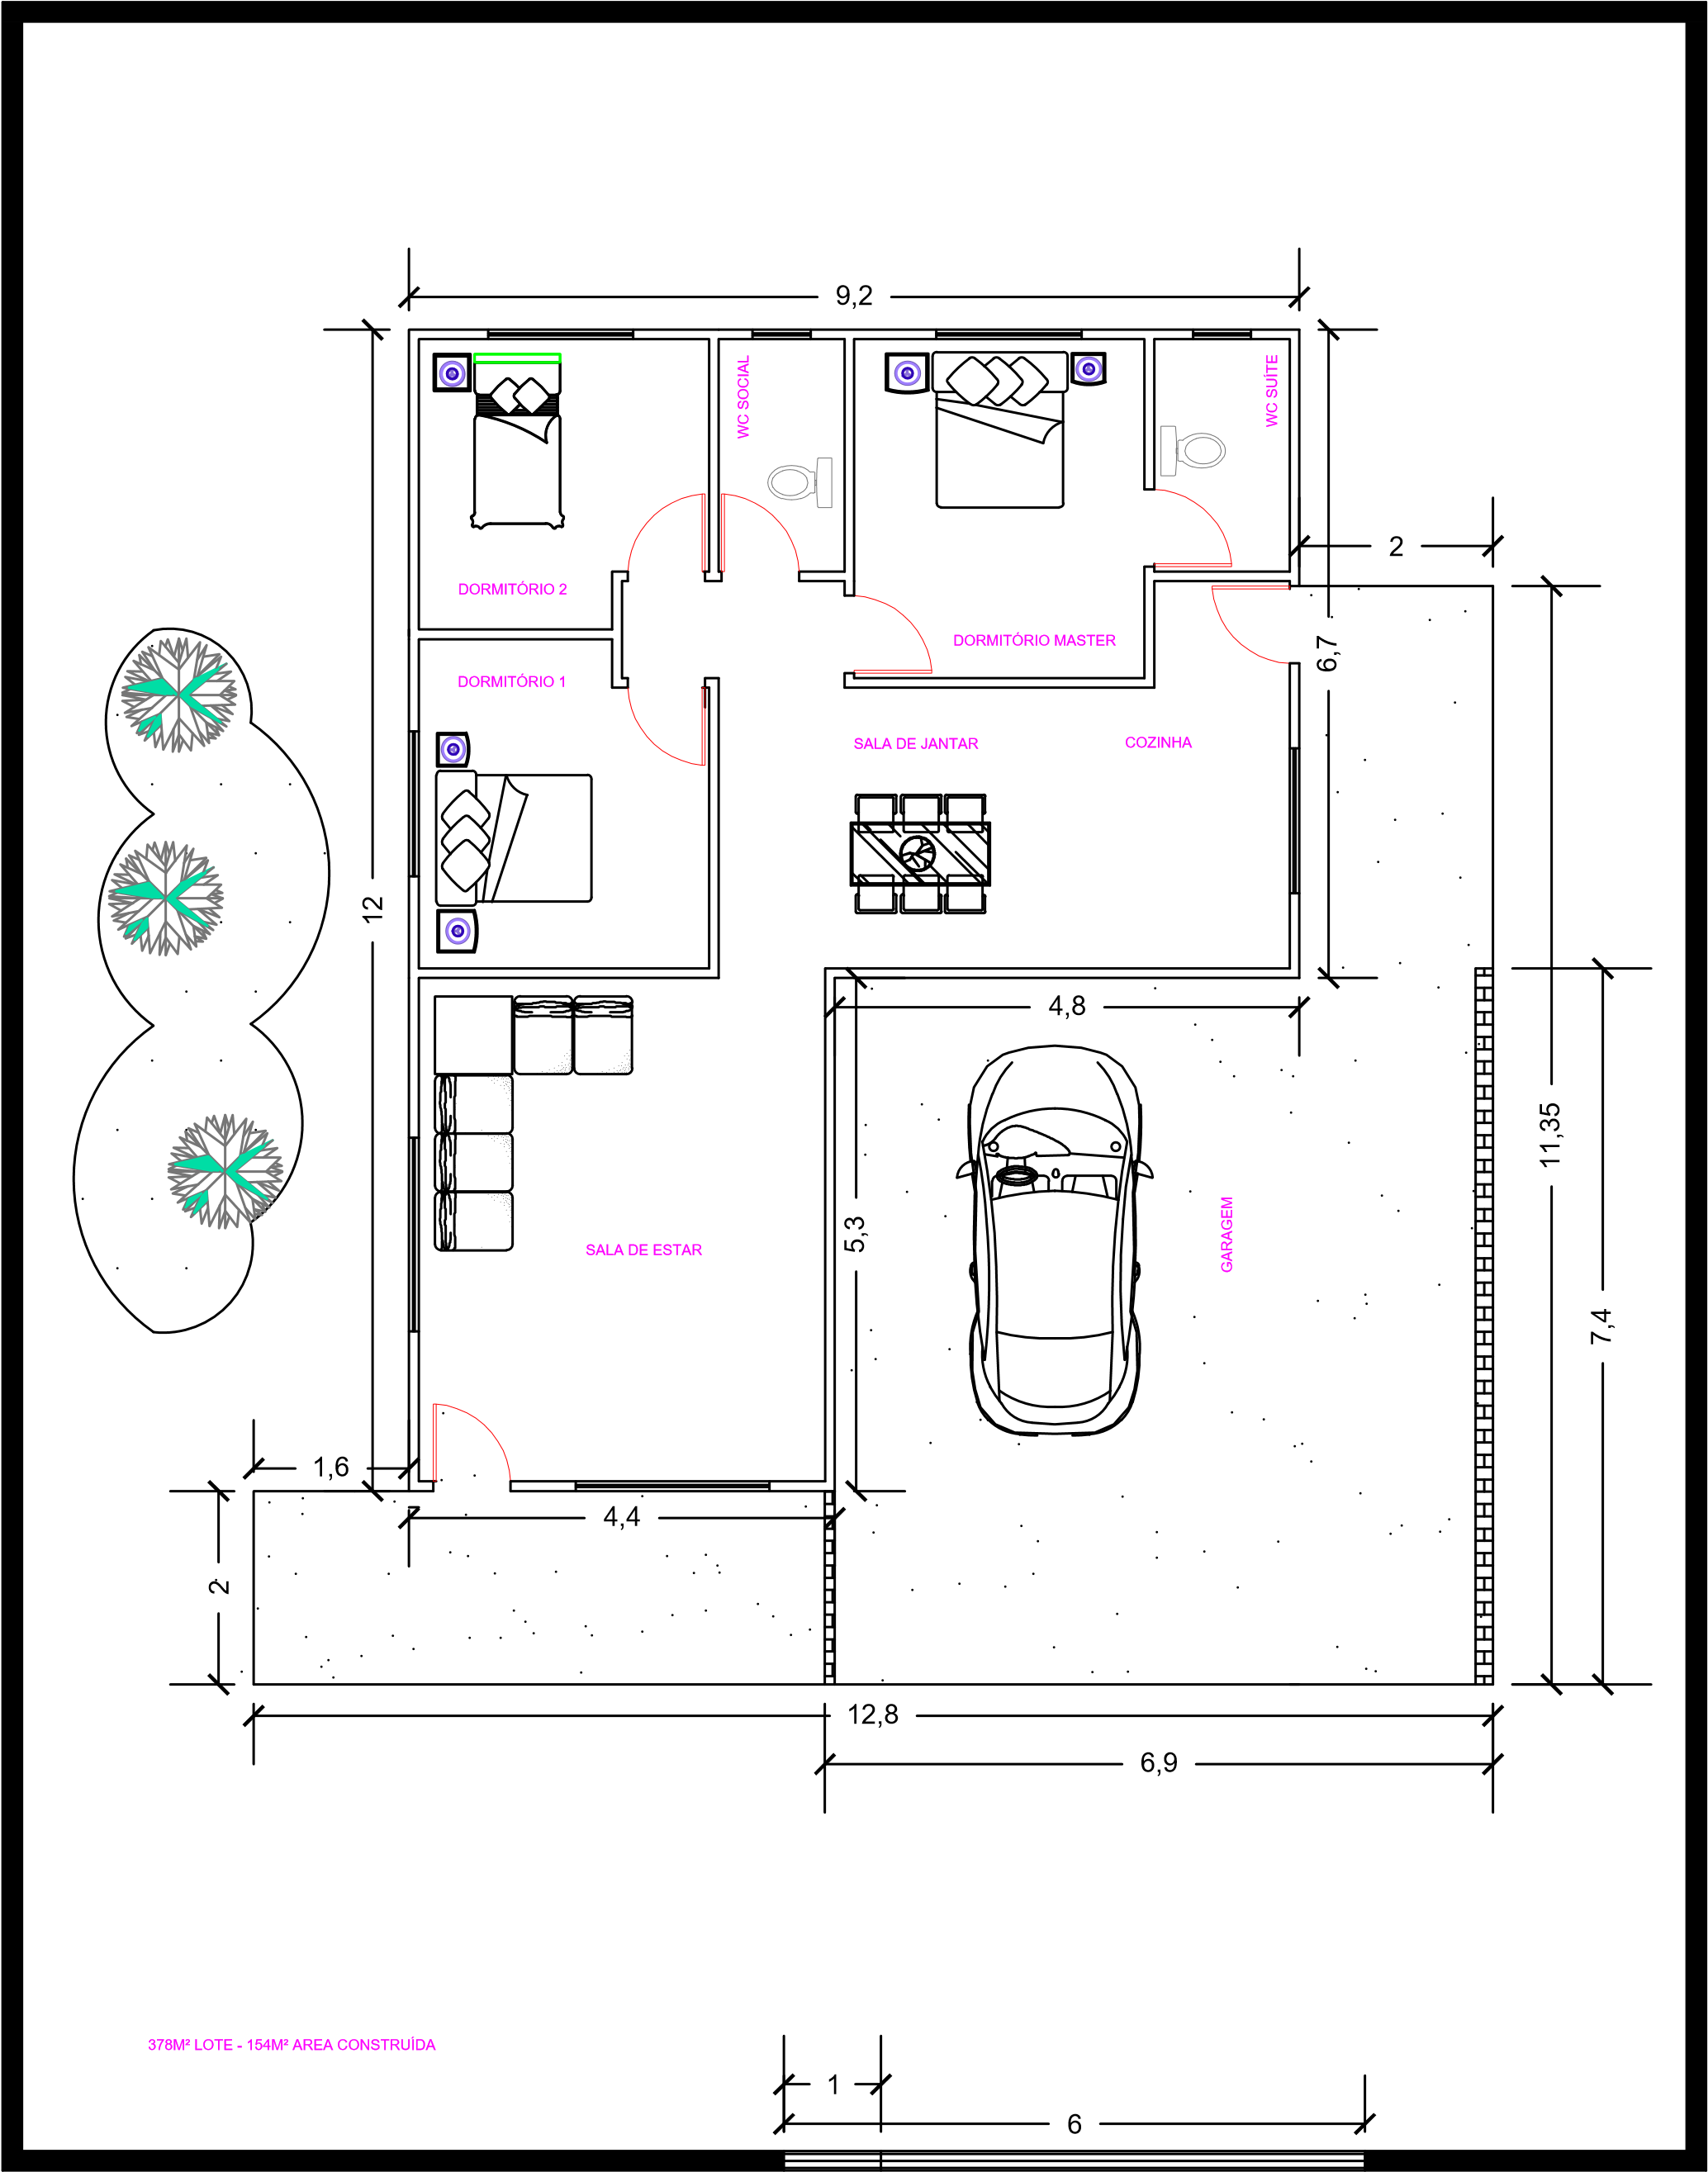 9,2
WC SOCIAL
WC SUÍTE
2
DORMITÓRIO 2
DORMITÓRIO MASTER
6,7
DORMITÓRIO 1
SALA DE JANTAR
COZINHA
12
4,8
11,35
5,3
GARAGEM
SALA DE ESTAR
7,4
1,6
4,4
2
12,8
6,9
378M² LOTE - 154M² AREA CONSTRUÍDA
1
6